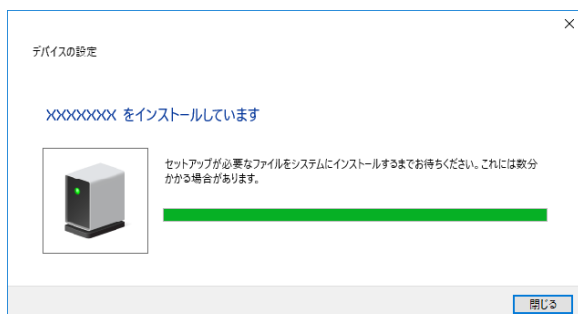 デバイスの設定
XXXXXXX をインストールしています
セットアップが必要なファイルをシステムにインストールするまでお待ちください。これには数分
かかる場合があります。
閉じる